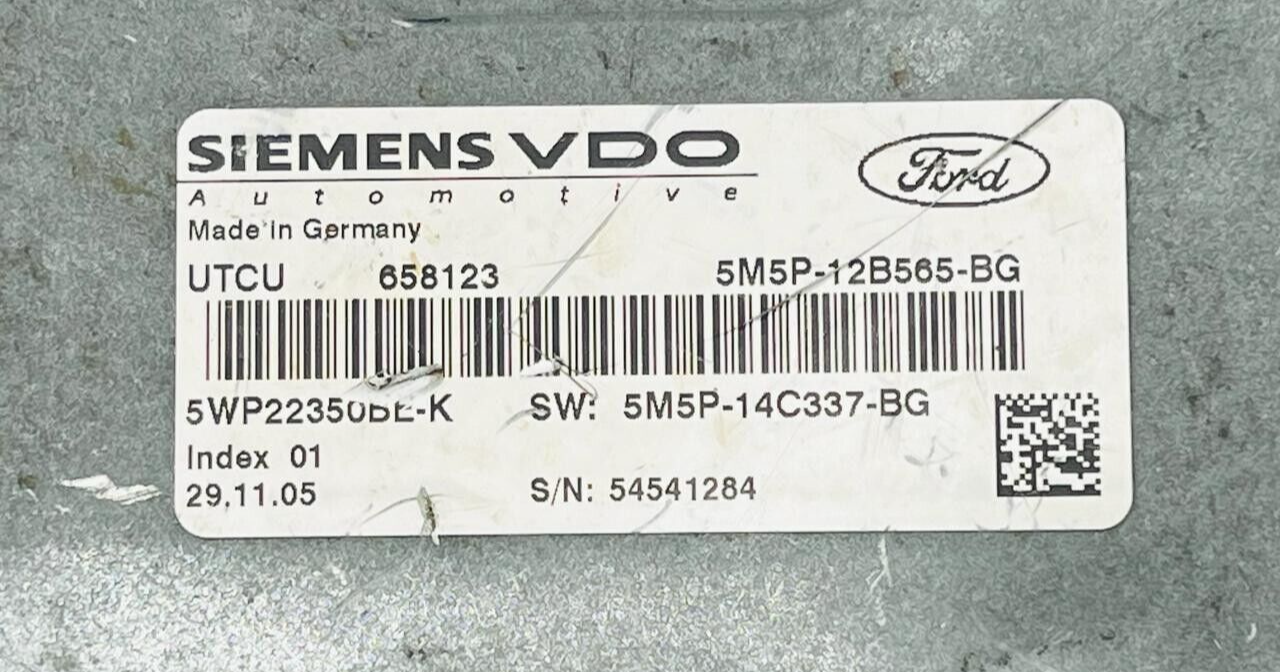 SIEMENS VDO
Automotive
Ford
Made in Germany
UTCU 658123 5M5P-12B565-BG
5WP22350BE-K SW: 5M5P-14C337-BG
Index 01
29.11.05 S/N: 54541284